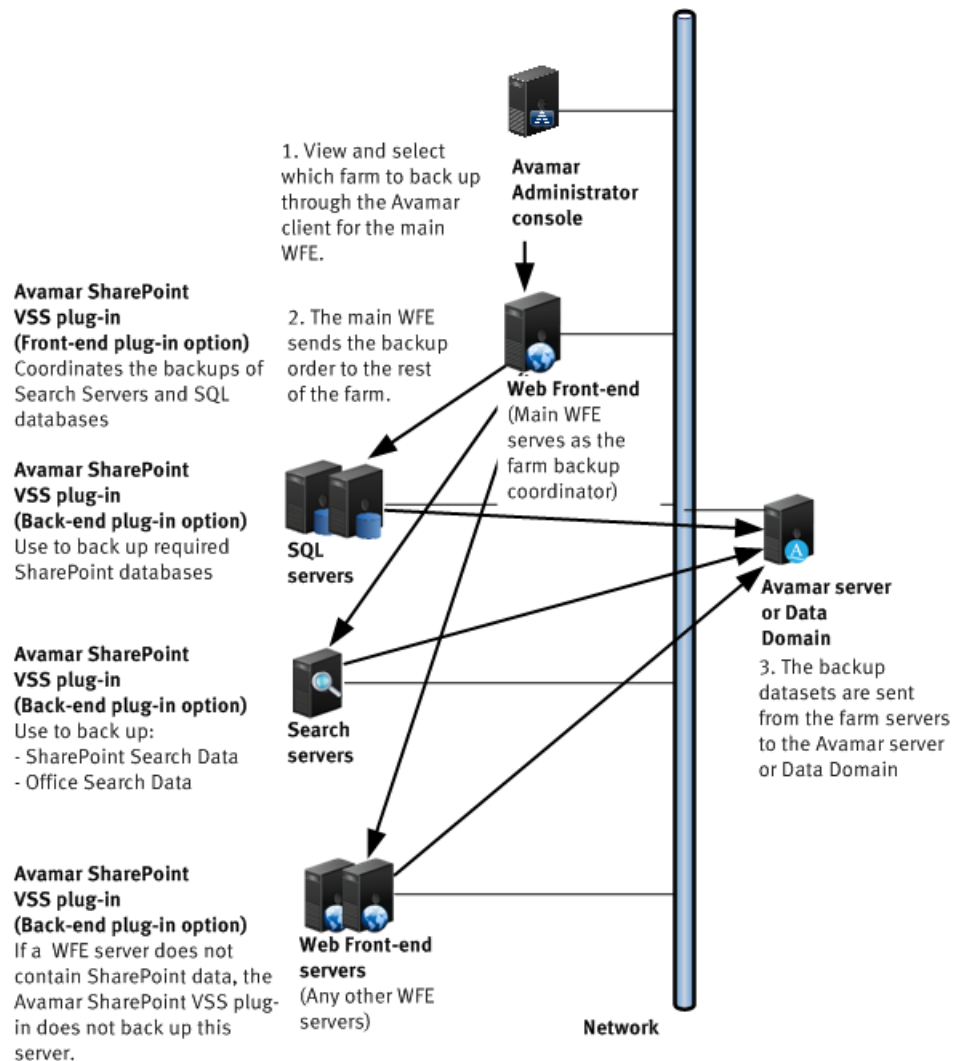 Avamar
Administrator
console
1. View and select
which farm to back up
through the Avamar
client for the main
WFE.
Avamar SharePoint
VSS plug-in
(Front-end plug-in option)
Coordinates the backups of
Search Servers and SQL
databases
2. The main WFE
sends the backup
order to the rest
of the farm.
Web Front-end
(Main WFE
serves as the
farm backup
coordinator)
Avamar SharePoint
VSS plug-in
(Back-end plug-in option)
Use to back up required
SharePoint databases
SQL
servers
A
Avamar server
or Data
Domain
3. The backup
datasets are sent
from the farm servers
to the Avamar server
or Data Domain
Avamar SharePoint
VSS plug-in
(Back-end plug-in option)
Use to back up:
- SharePoint Search Data
- Office Search Data
Search
servers
Avamar SharePoint
VSS plug-in
(Back-end plug-in option)
If a WFE server does not
contain SharePoint data, the
Avamar SharePoint VSS plug-
in does not back up this
server.
Web Front-end
servers
(Any other WFE
servers)
Network